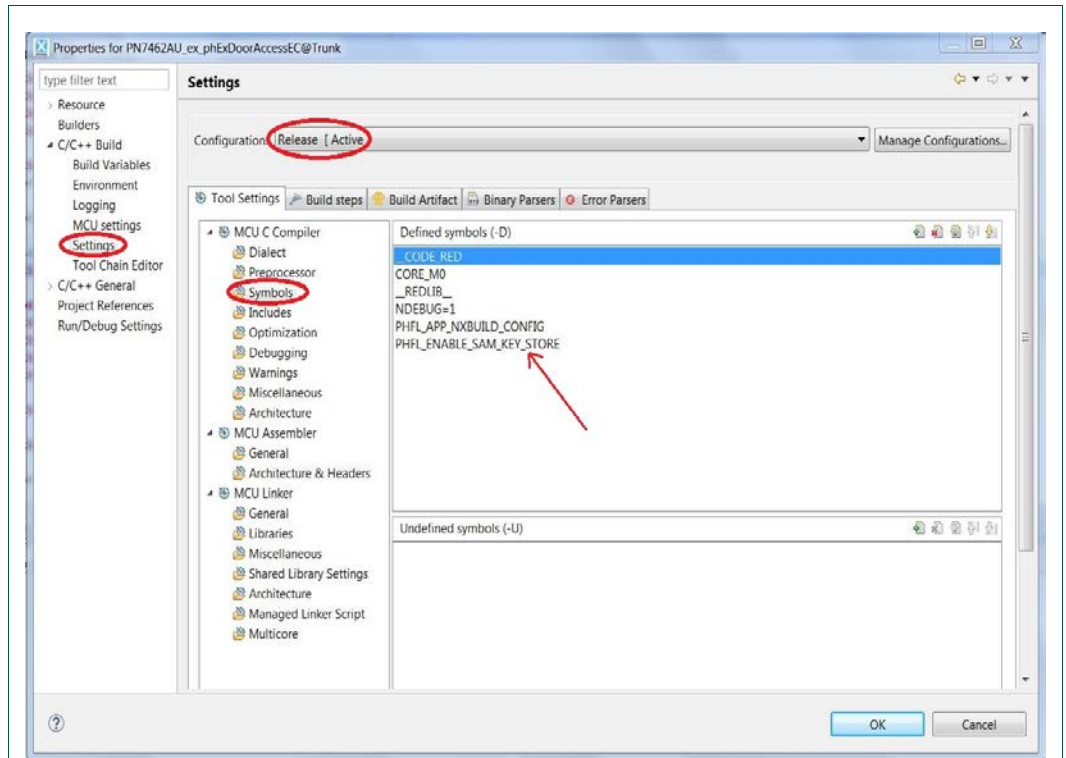 Properties for PN7462AU_ex_phExDoorAccessEC@Trunk
type filter text
Settings
Resource
Builders
C/C++ Build
Build Variables
Environment
Logging
MCU settings
Settings
Tool Chain Editor
C/C++ General
Project References
Run/Debug Settings
Configuration: Release [ Active
Manage Configurations...
Tool Settings
Build steps
Build Artifact
Binary Parsers
Error Parsers
MCU C Compiler
Dialect
Preprocessor
Symbols
Includes
Optimization
Debugging
Warnings
Miscellaneous
Architecture
MCU Assembler
General
Architecture & Headers
MCU Linker
General
Libraries
Miscellaneous
Shared Library Settings
Architecture
Managed Linker Script
Multicore
Defined symbols (-D)
__CODE_RED
CORE_M0
__REDLIB__
NDEBUG=1
PHFL_APP_NXBUILD_CONFIG
PHFL_ENABLE_SAM_KEY_STORE
Undefined symbols (-U)
OK
Cancel